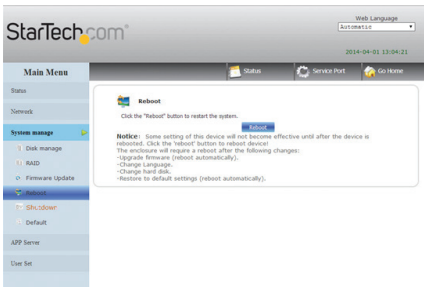 StarTech.com®
Web Language
Automatic
2014-04-01 13:04:21
Main Menu
Status
Service Port
Go Home
Status
Network
System manage
Disk manage
RAID
Firmware Update
Reboot
Shutdown
Default
APP Server
User Set
Reboot
Click the "Reboot" button to restart the system.
Reboot
Notice: Some setting of this device will not become effective until after the device is
rebooted. Click the 'reboot' button to reboot device!
The enclosure will require a reboot after the following changes:
-Upgrade firmware (reboot automatically).
-Change Language.
-Change hard disk.
-Restore to default settings (reboot automatically).